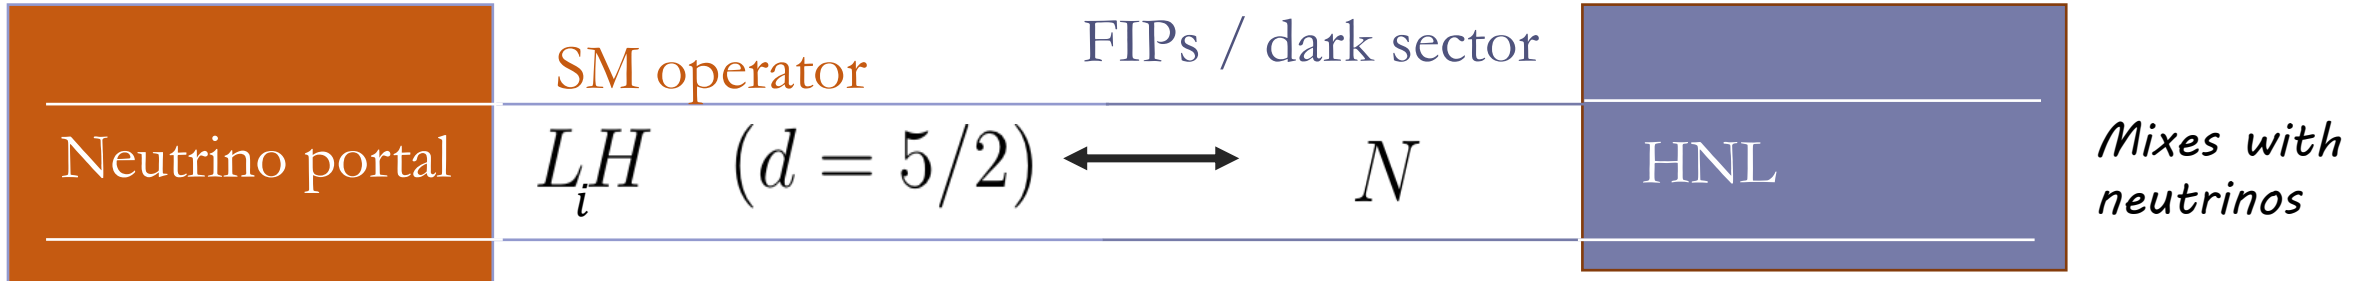 SM operator
FIPs / dark sector
Neutrino portal
L_iH (d = 5/2) ⟷ N
HNL
Mixes with
neutrinos